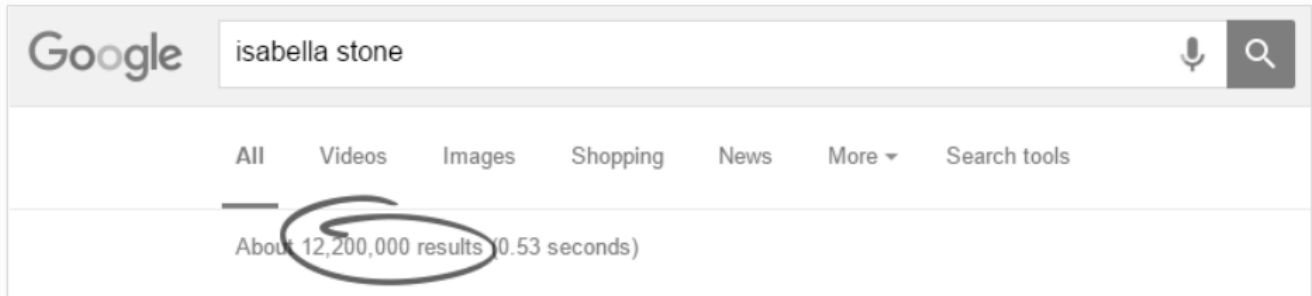 Google isabella stone
All Videos Images Shopping News More Search tools
About 12,200,000 results (0.53 seconds)